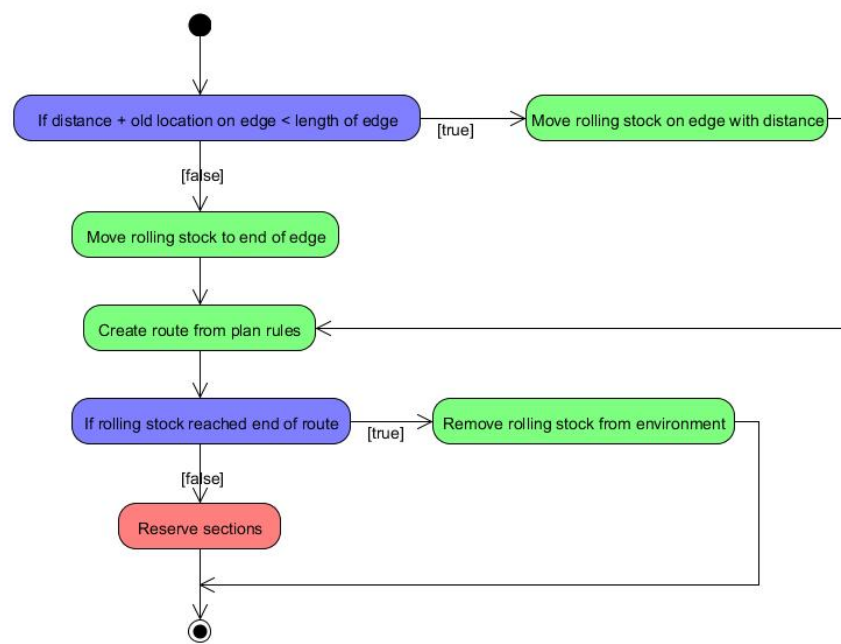 If distance + old location on edge < length of edge
[true]
Move rolling stock on edge with distance
[false]
Move rolling stock to end of edge
Create route from plan rules
If rolling stock reached end of route
[true]
Remove rolling stock from environment
[false]
Reserve sections